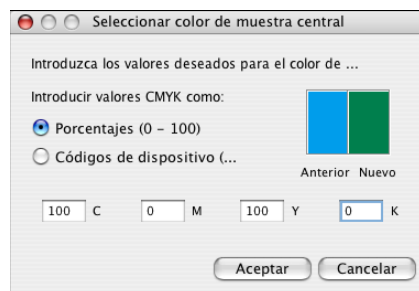 Seleccionar color de muestra central
Introduzca los valores deseados para el color de ...
Introducir valores CMYK como:
Porcentajes (0 – 100)
Códigos de dispositivo (...
Anterior Nuevo
100 C 0 M 100 Y 0 K
Aceptar Cancelar